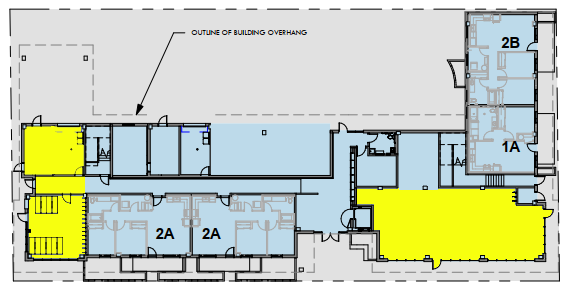 OUTLINE OF BUILDING OVERHANG
2B
1A
2A
2A